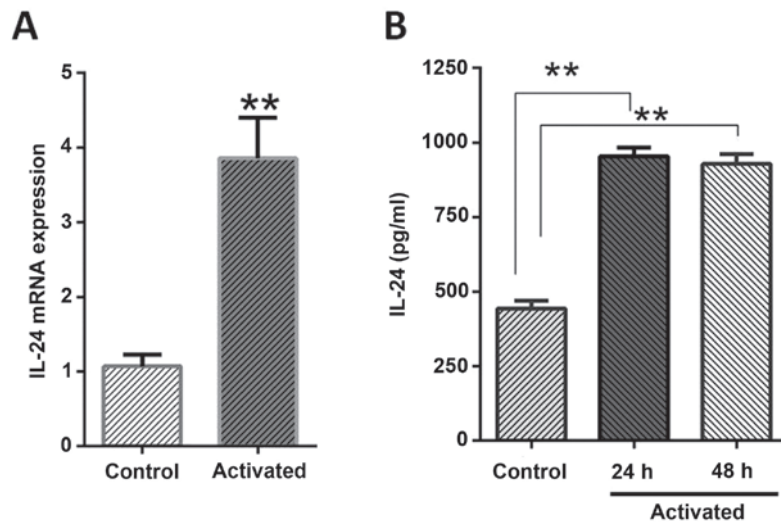 A
IL-24 mRNA expression
5
4
3
2
1
0
**
Control Activated
B
IL-24 (pg/ml)
1250
1000
750
500
250
0
**
**
Control 24 h 48 h
Activated